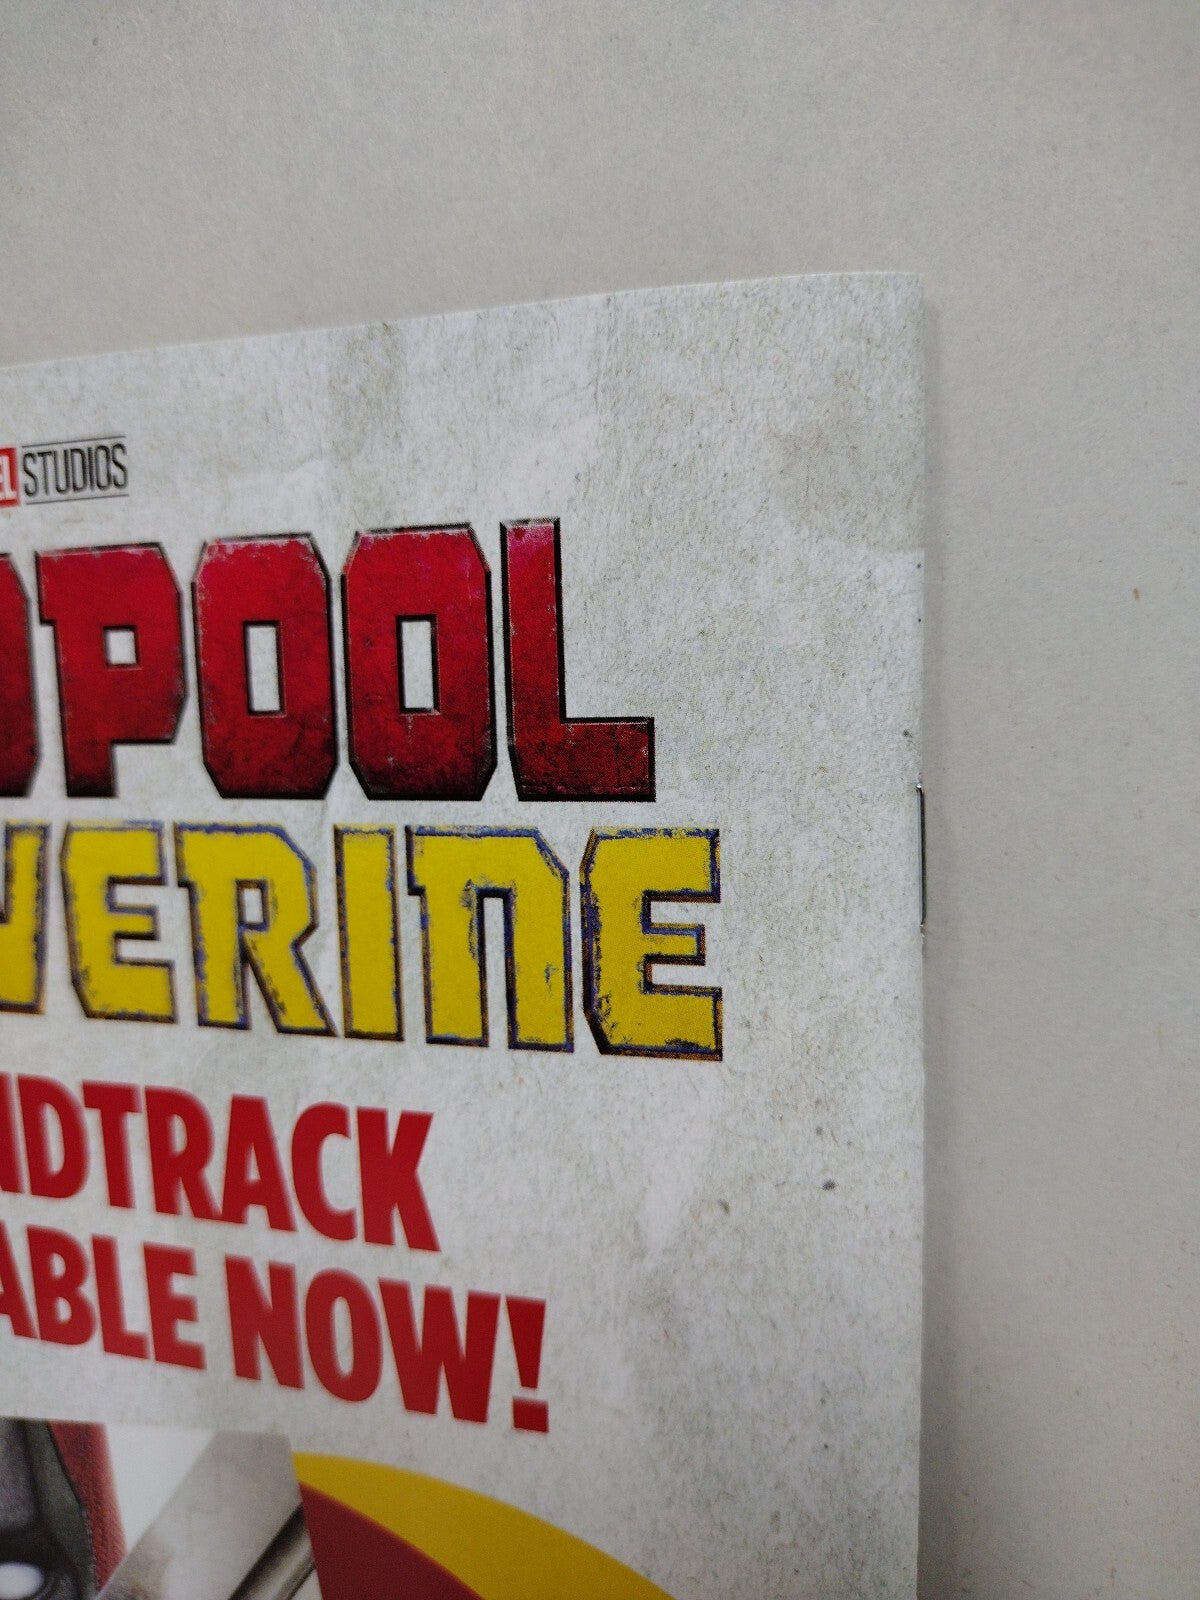 EL STUDIOS
DPOOL
VERINE
NDTRACK
ABLE NOW!